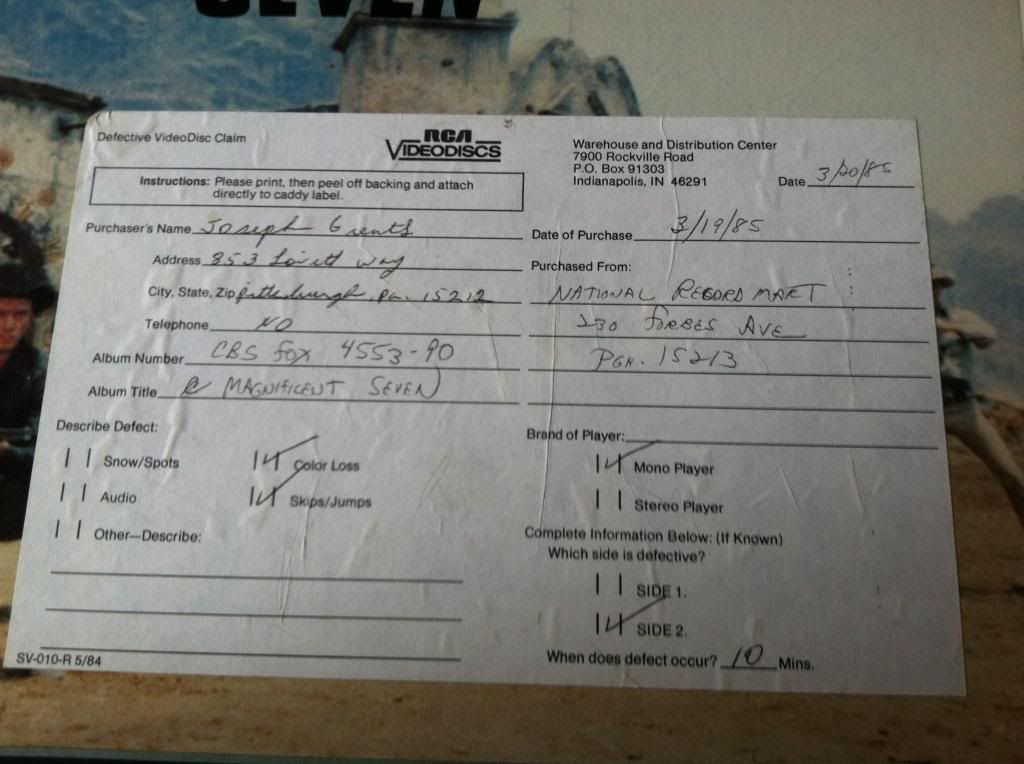 SEVEN
Defective VideoDisc Claim
RCA
VIDEODISCS
Warehouse and Distribution Center
7900 Rockville Road
P.O. Box 91303
Indianapolis, IN 46291
Date 3/20/85
Instructions: Please print, then peel off backing and attach
directly to caddy label.
Purchaser's Name Joseph
Address 853 way
City, State, Zip pittsburgh, pa. 15212
Telephone NO
Album Number CBS FOX 4553-90
Album Title MAGNIFICENT SEVEN
Date of Purchase 3/19/85
Purchased From:
NATIONAL RECORD MART
230 FORBES AVE
PGH. 15213
Describe Defect:
Snow/Spots
Color Loss
Audio
Skips/Jumps
Other—Describe:
Brand of Player:
Mono Player
Stereo Player
Complete Information Below: (If Known)
Which side is defective?
SIDE 1.
SIDE 2.
When does defect occur? 10 Mins.
SV-010-R 5/84